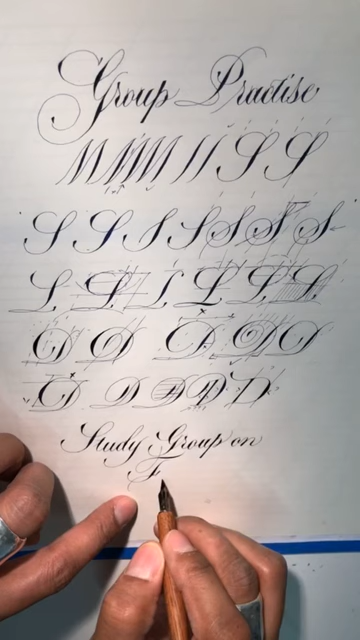 Group Practise
S S S S S S S
L L L L L L
D D D D D
D D D D D
Study Group on
F